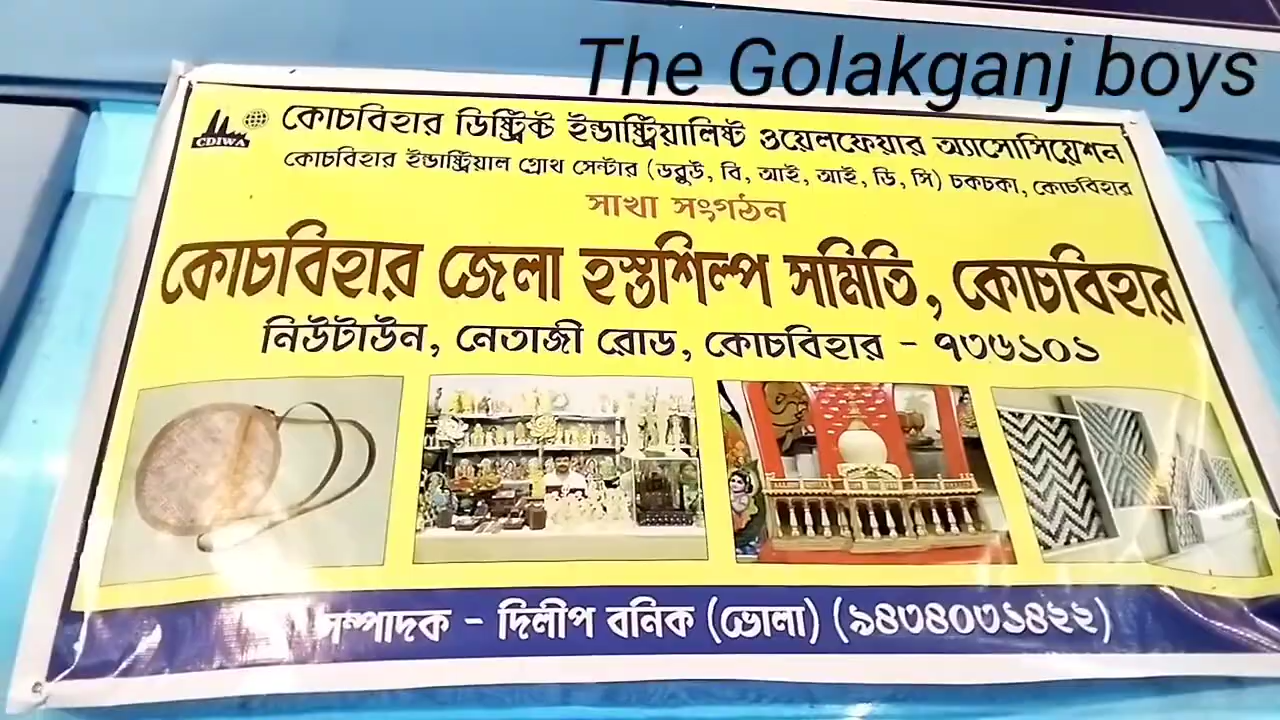 The Golakganj boys
CDIWA
কোচবিহার ডিষ্ট্রিক্ট ইন্ডাষ্ট্রিয়ালিষ্ট ওয়েলফেয়ার অ্যাসোসিয়েশন
কোচবিহার ইন্ডাষ্ট্রিয়াল গ্রোথ সেন্টার (ডব্লুউ, বি, আই, আই, ডি, সি) চকচকা, কোচবিহার
সাখা সংগঠন
কোচবিহার জেলা হস্তশিল্প সমিতি, কোচবিহার
নিউটাউন, নেতাজী রোড, কোচবিহার - ৭৩৬১০১
সম্পাদক - দিলীপ বনিক (ভোলা) (৯৪৩৪০৩১৪২২)